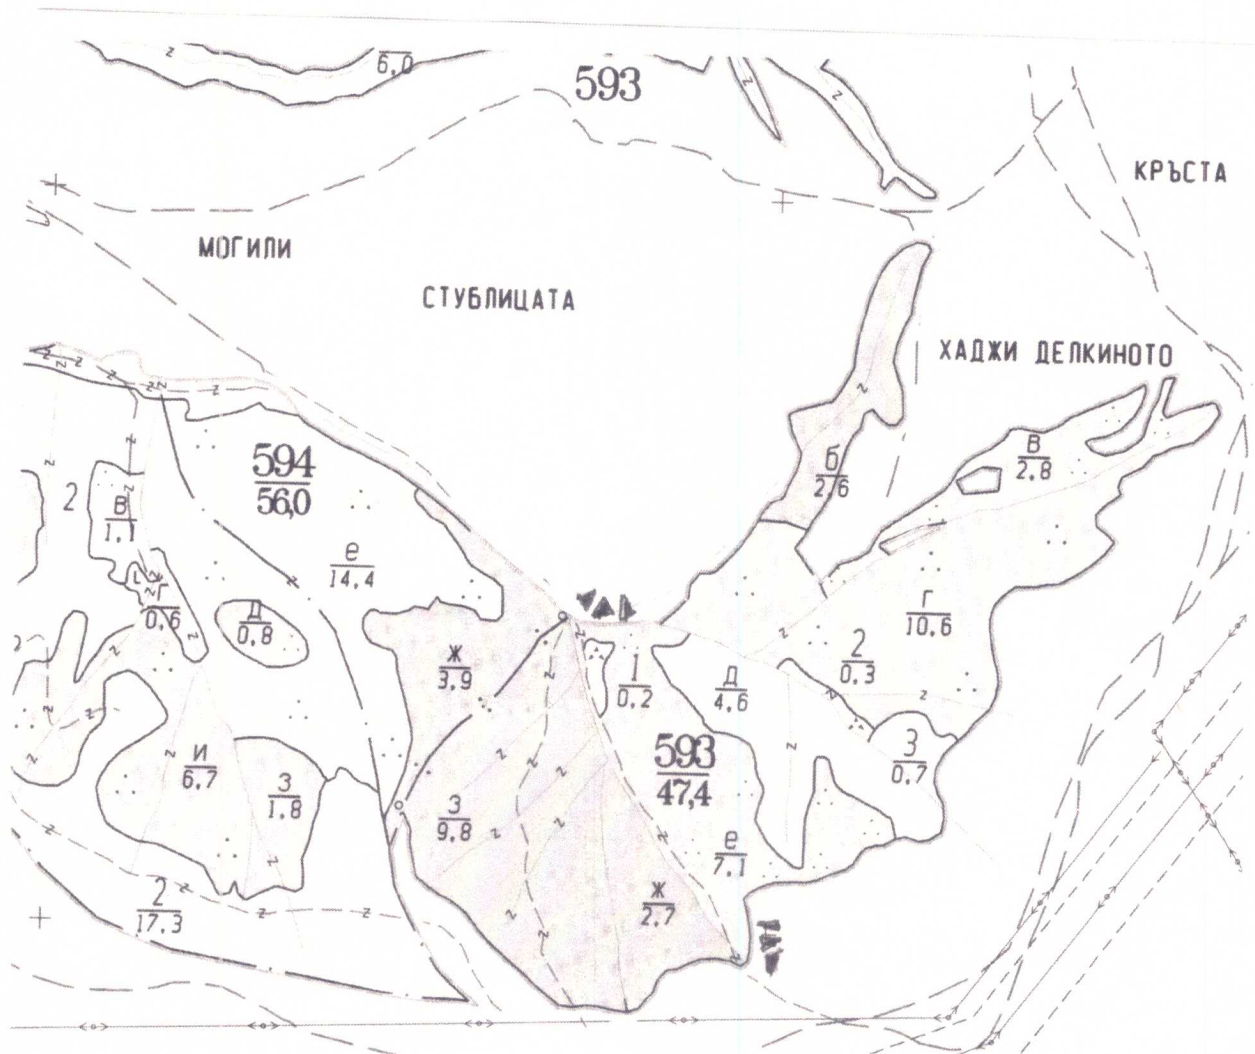 6,0
593
КРЪСТА
МОГИЛИ
СТУБЛИЦАТА
ХАДЖИ ДЕЛКИНОТО
594
56,0
б
2,6
В
2,8
2
В
1,1
е
14,4
Г
0,6
Д
0,8
Ж
3,9
1
0,2
Д
4,6
2
0,3
Г
10,6
И
6,7
З
1,8
З
9,8
593
47,4
3
0,7
е
7,1
Ж
2,7
2
17,3